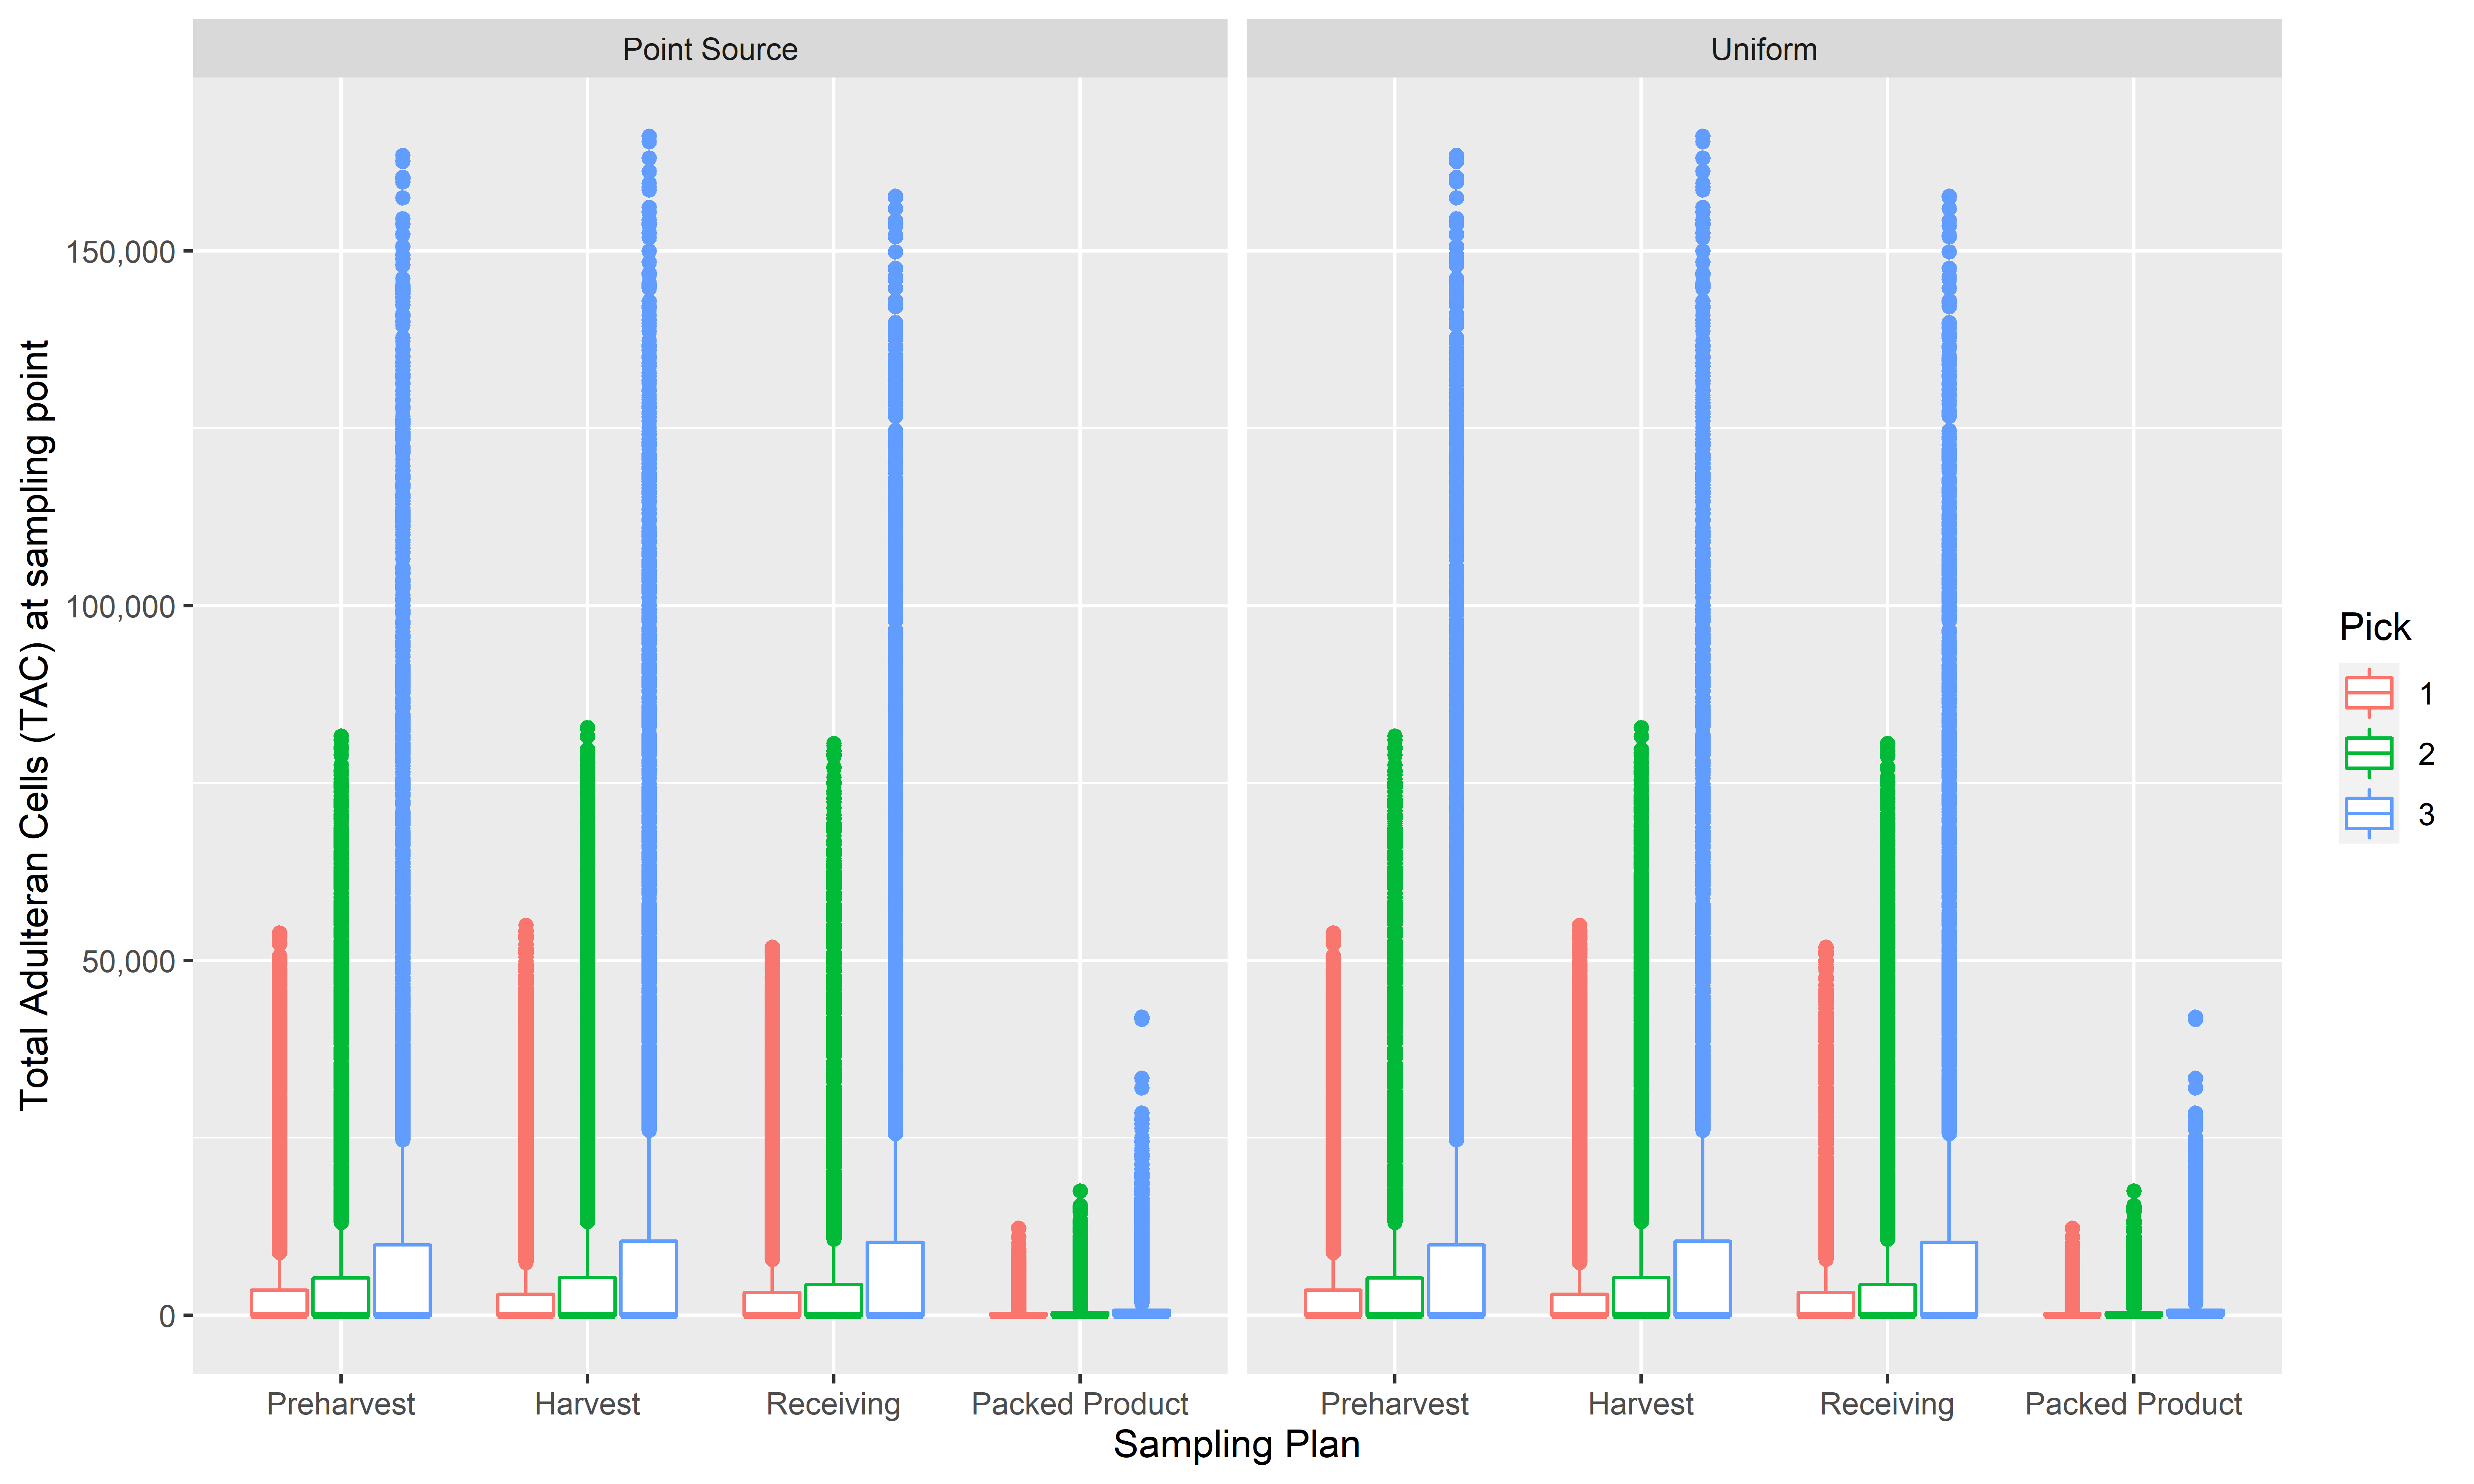 Point Source
Uniform
Total Adulteran Cells (TAC) at sampling point
150,000
100,000
50,000
0
Preharvest
Harvest
Receiving
Packed Product
Preharvest
Harvest
Receiving
Packed Product
Sampling Plan
Pick
1
2
3